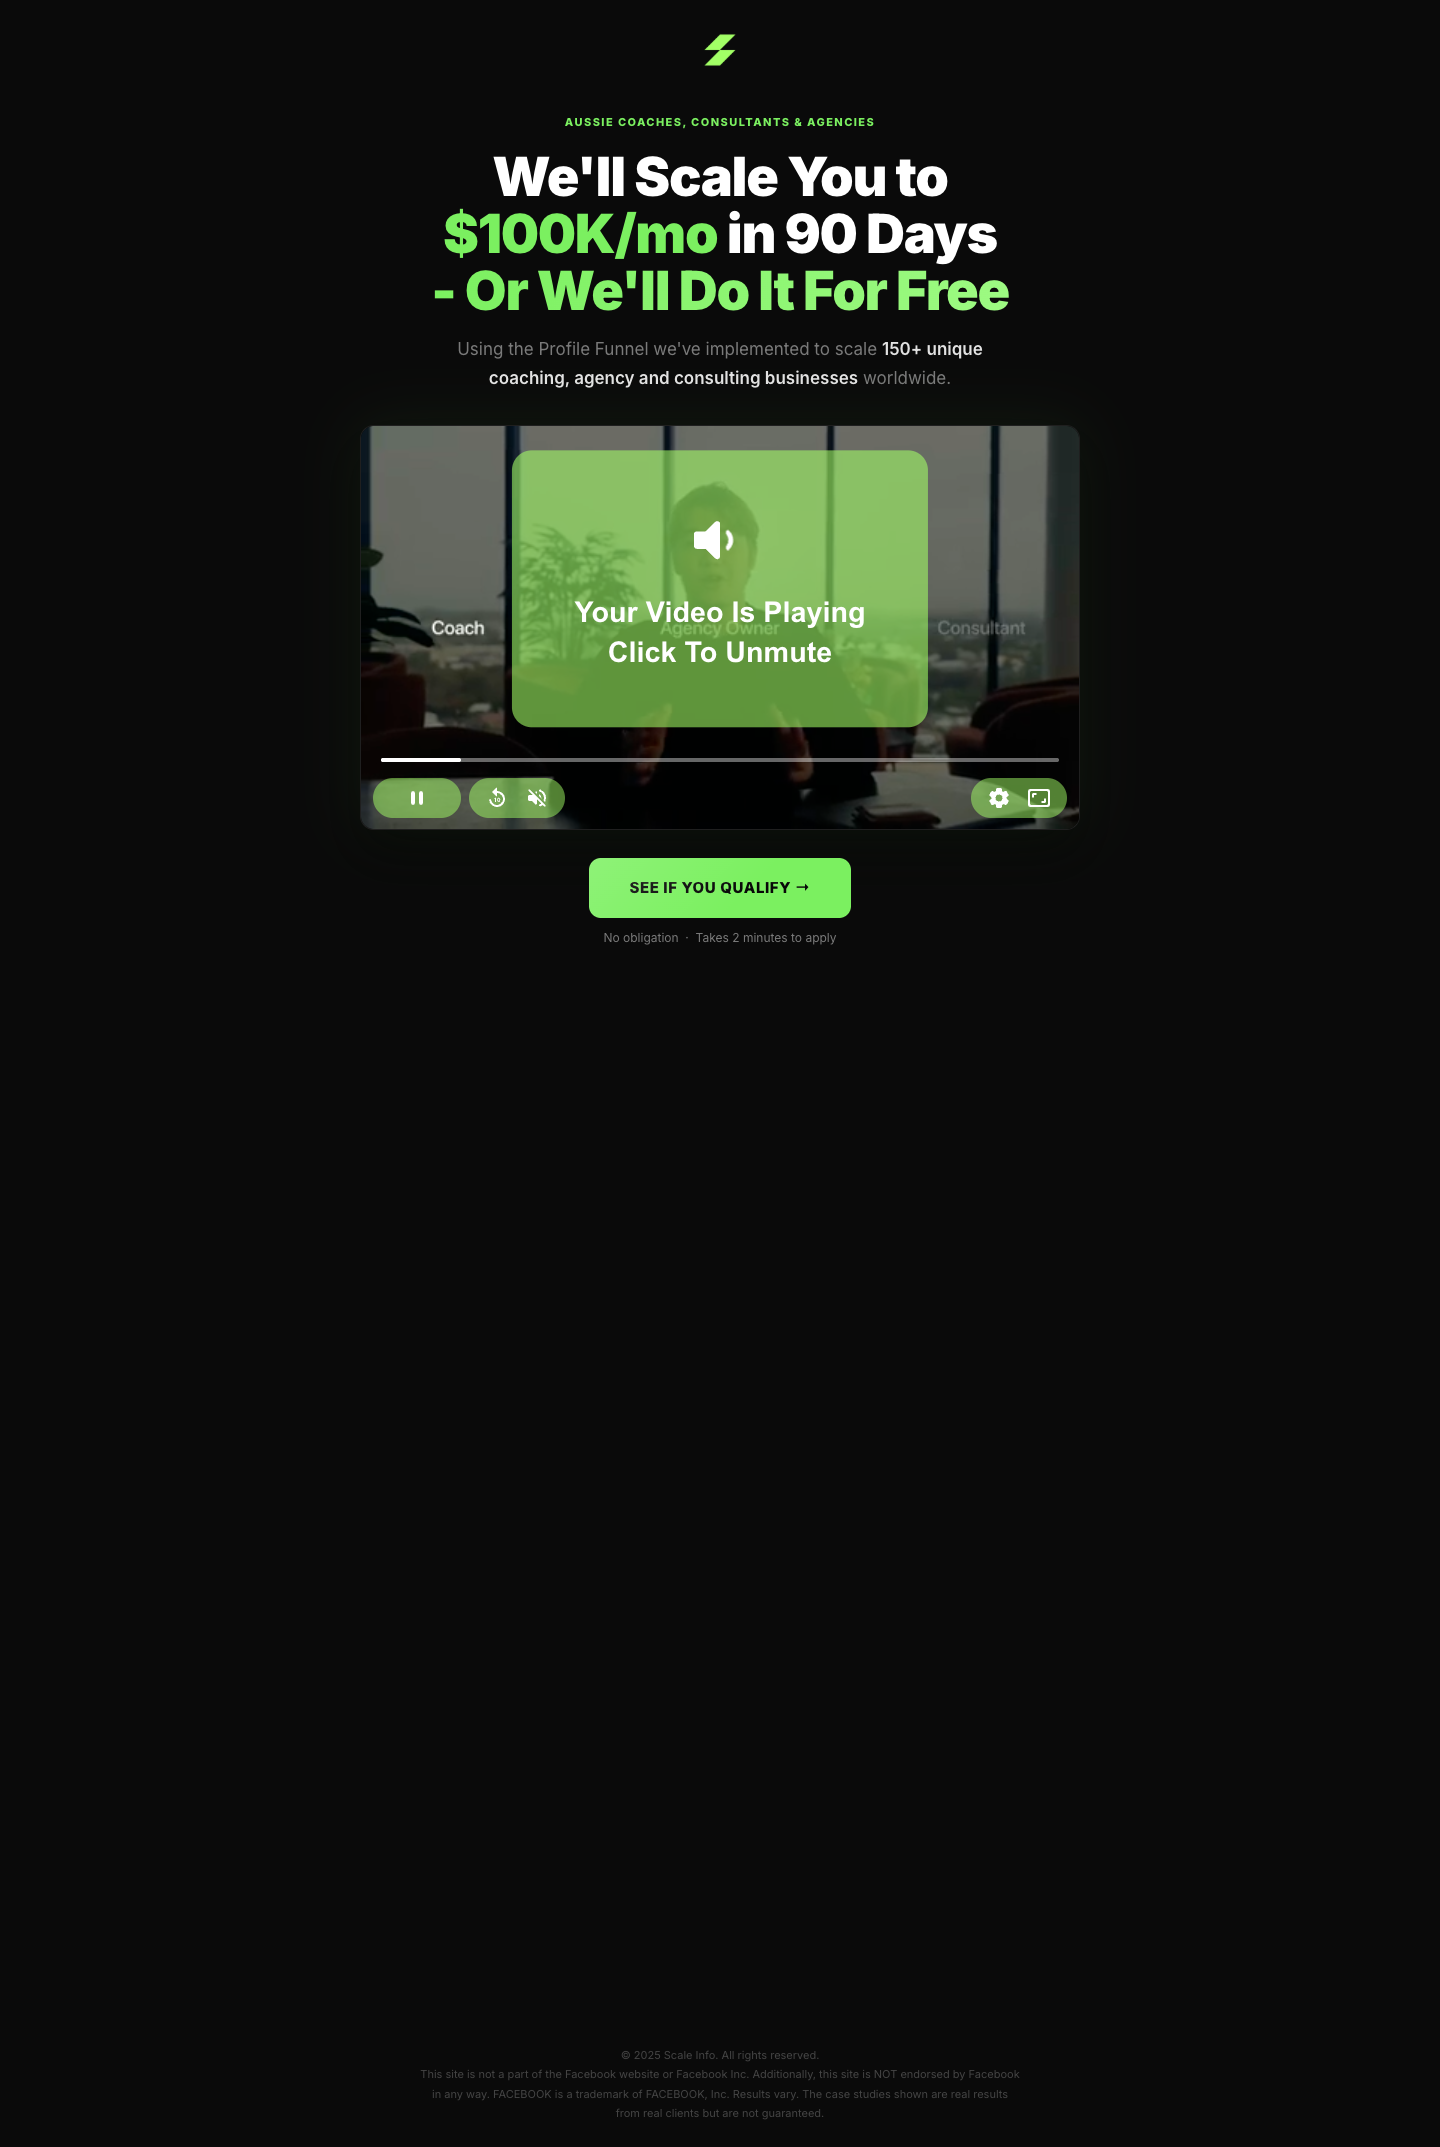 AUSSIE COACHES, CONSULTANTS & AGENCIES
We'll Scale You to
$100K/mo in 90 Days
- Or We'll Do It For Free
Using the Profile Funnel we've implemented to scale 150+ unique
coaching, agency and consulting businesses worldwide.
Your Video Is Playing
Coach Agency Owner Consultant
Click To Unmute
10
SEE IF YOU QUALIFY →
No obligation · Takes 2 minutes to apply
© 2025 Scale Info. All rights reserved.
This site is not a part of the Facebook website or Facebook Inc. Additionally, this site is NOT endorsed by Facebook
in any way. FACEBOOK is a trademark of FACEBOOK, Inc. Results vary. The case studies shown are real results
from real clients but are not guaranteed.